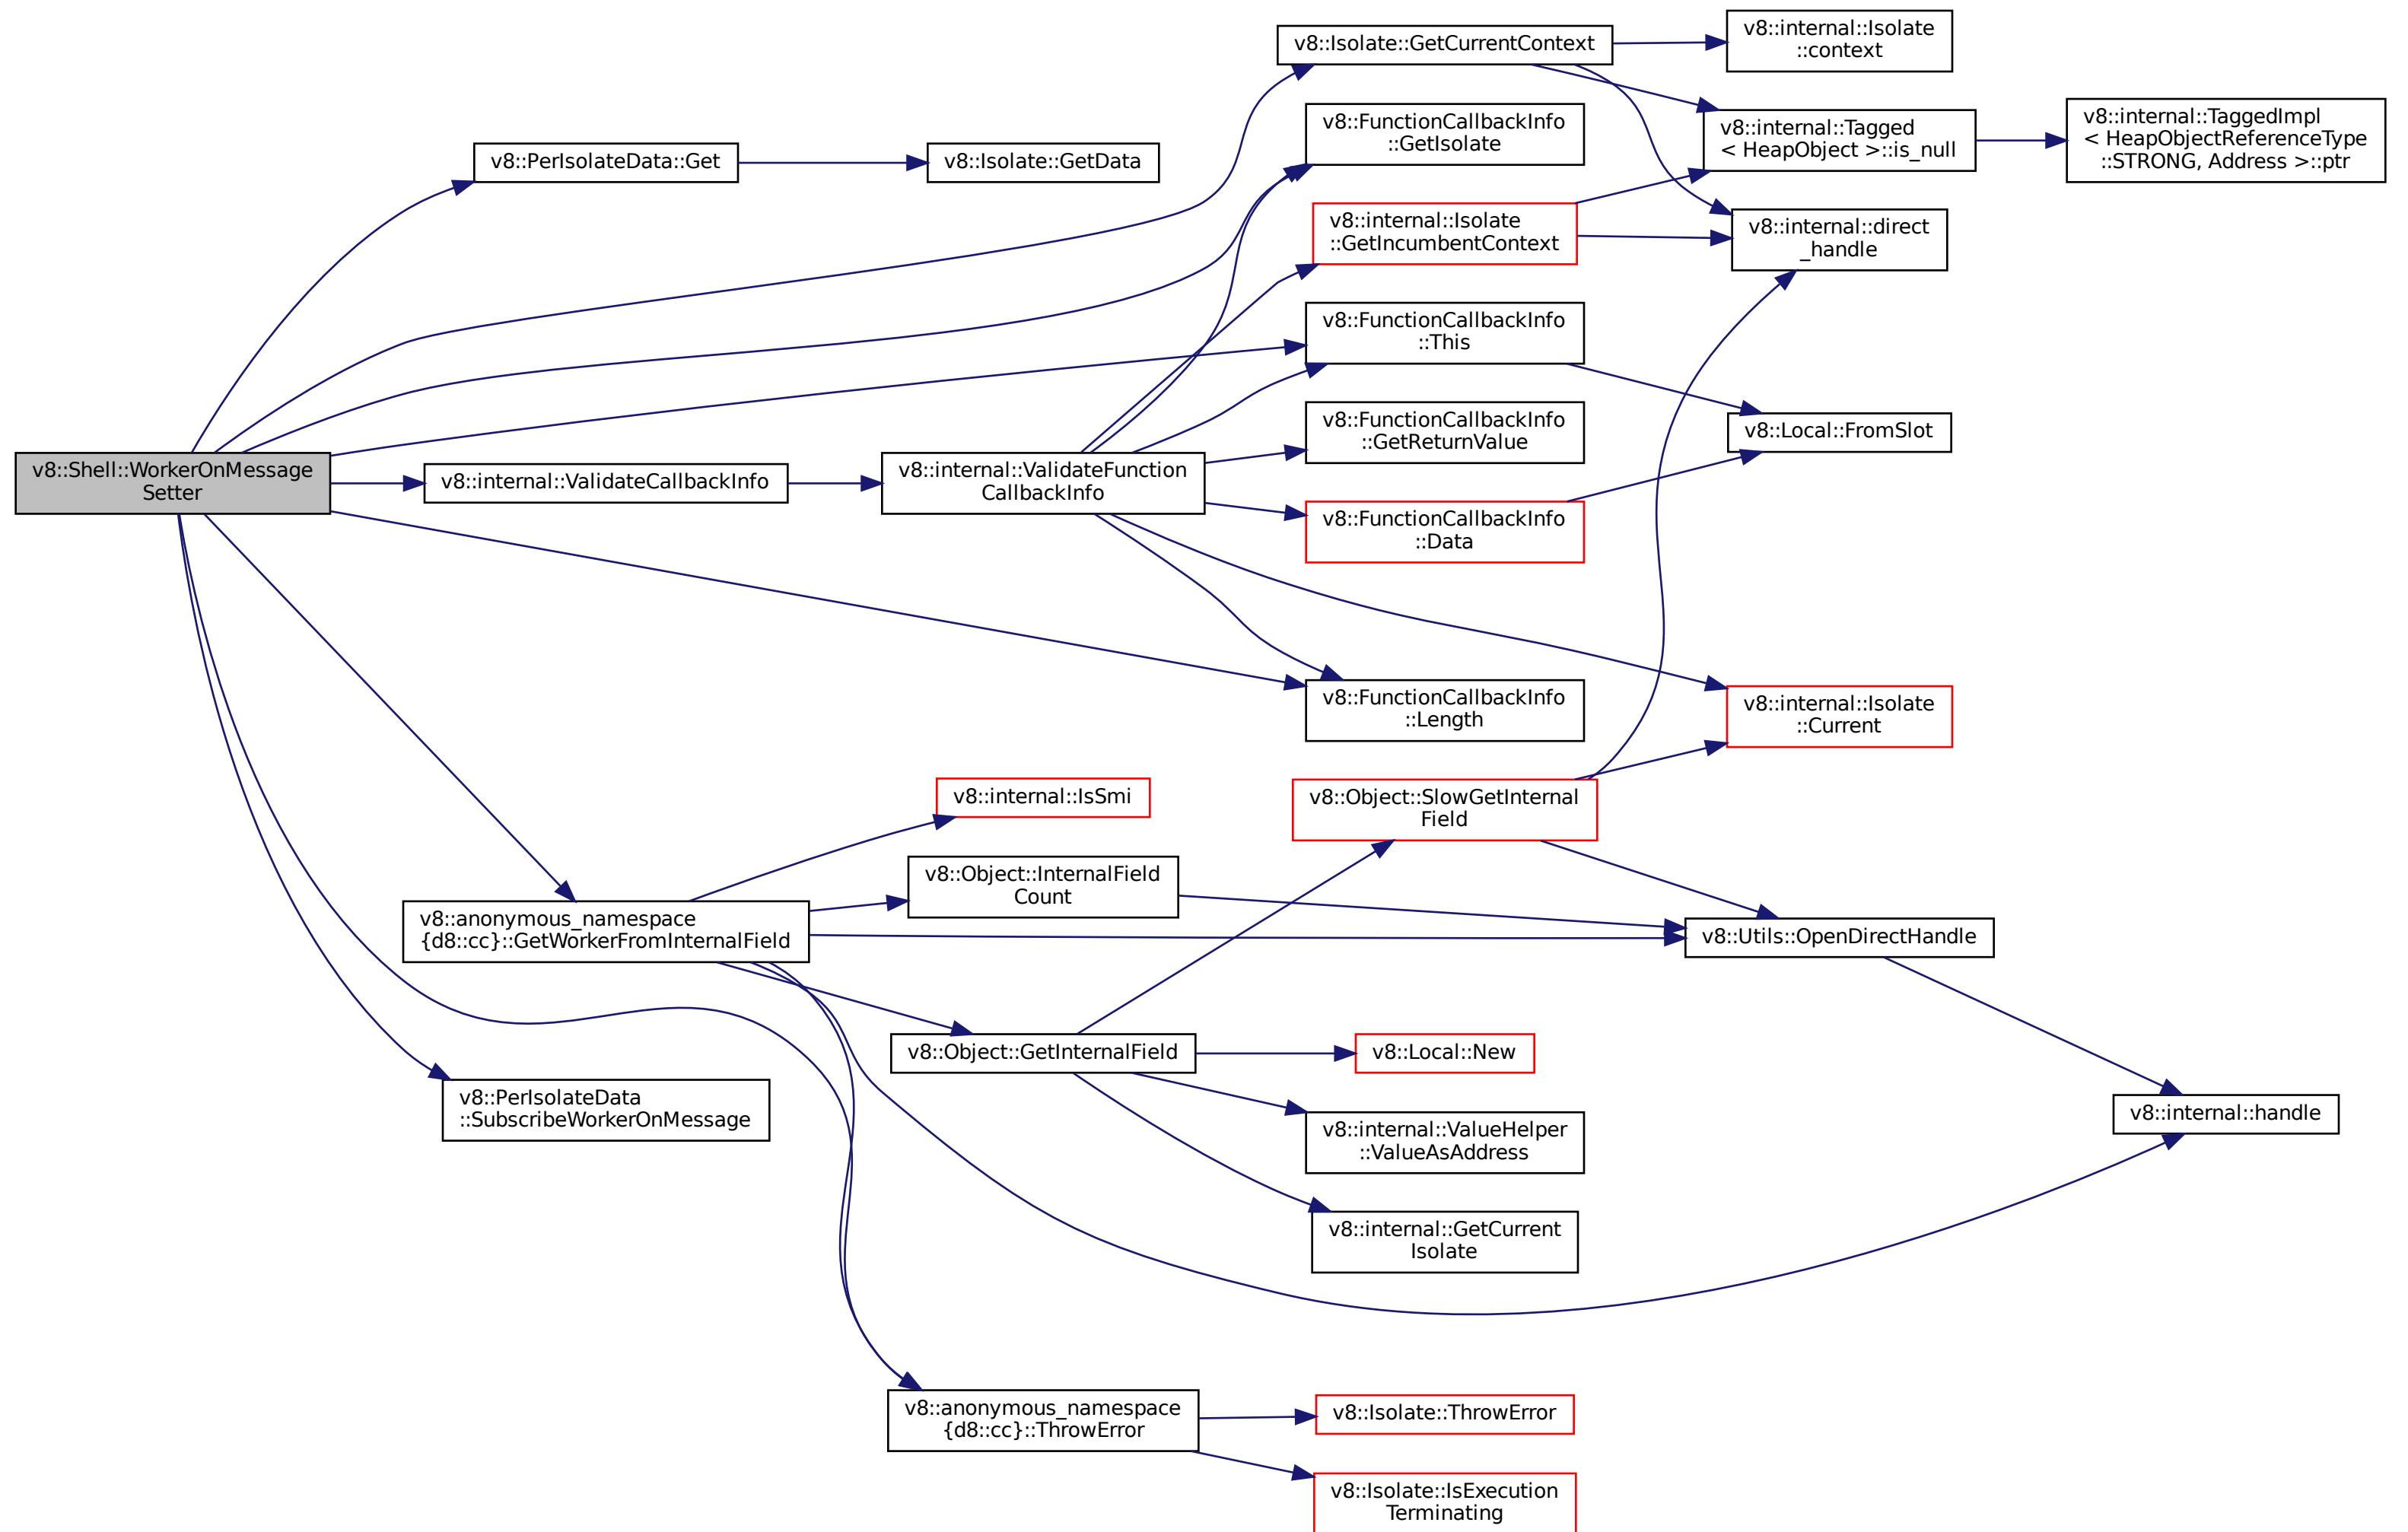 v8::Shell::WorkerOnMessage
Setter
v8::PerIsolateData::Get
v8::Isolate::GetData
v8::Isolate::GetCurrentContext
v8::internal::Isolate
::context
v8::FunctionCallbackInfo
::GetIsolate
v8::internal::Tagged
< HeapObject >::is_null
v8::internal::TaggedImpl
< HeapObjectReferenceType
::STRONG, Address >::ptr
v8::internal::Isolate
::GetIncumbentContext
v8::internal::direct
_handle
v8::FunctionCallbackInfo
::This
v8::FunctionCallbackInfo
::GetReturnValue
v8::Local::FromSlot
v8::internal::ValidateCallbackInfo
v8::internal::ValidateFunction
CallbackInfo
v8::FunctionCallbackInfo
::Data
v8::FunctionCallbackInfo
::Length
v8::internal::Isolate
::Current
v8::internal::IsSmi
v8::Object::SlowGetInternal
Field
v8::Object::InternalField
Count
v8::anonymous_namespace
{d8::cc}::GetWorkerFromInternalField
v8::Utils::OpenDirectHandle
v8::Object::GetInternalField
v8::Local::New
v8::PerIsolateData
::SubscribeWorkerOnMessage
v8::internal::ValueHelper
::ValueAsAddress
v8::internal::handle
v8::internal::GetCurrent
Isolate
v8::anonymous_namespace
{d8::cc}::ThrowError
v8::Isolate::ThrowError
v8::Isolate::IsExecution
Terminating